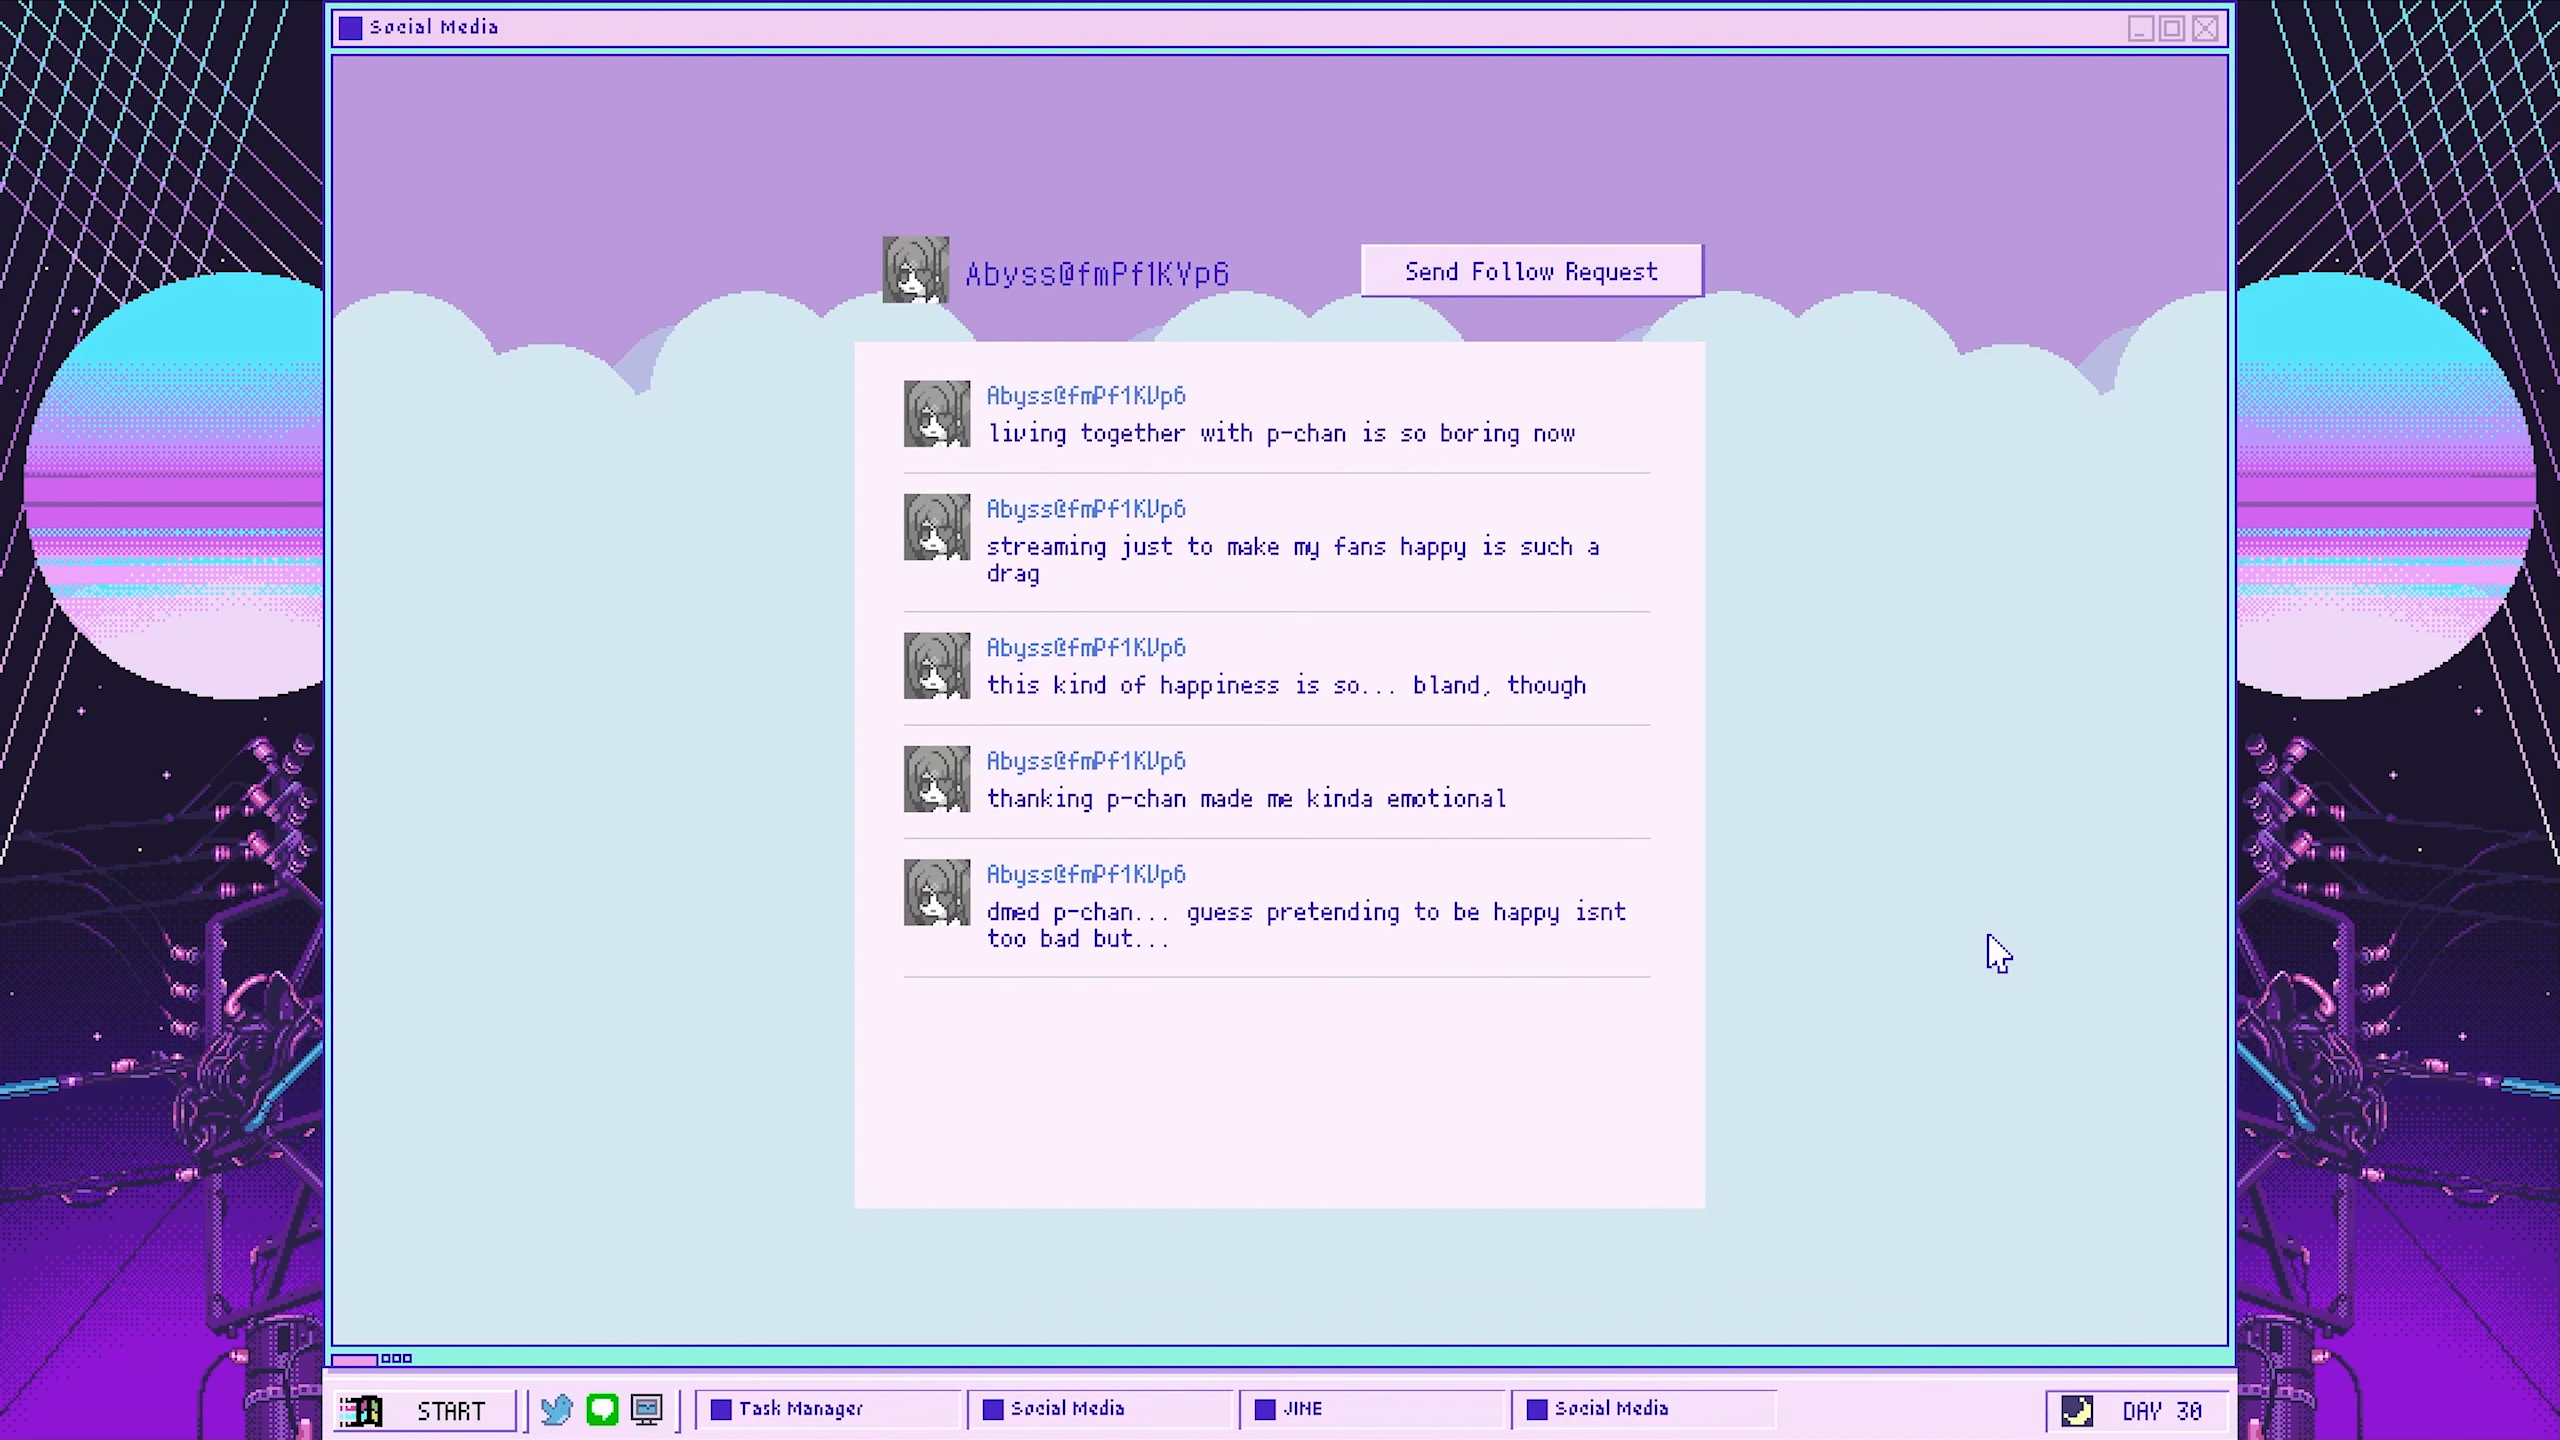 Social Media
Abyss@fmPf1KVp6
Send Follow Request
Abyss@fmPf1KVp6
living together with p-chan is so boring now
Abyss@fmPf1KVp6
streaming just to make my fans happy is such a
drag
Abyss@fmPf1KVp6
this kind of happiness is so... bland, though
Abyss@fmPf1KVp6
thanking p-chan made me kinda emotional
Abyss@fmPf1KVp6
dmed p-chan... guess pretending to be happy isnt
too bad but...
START
Task Manager
Social Media
JINE
Social Media
DAY 30